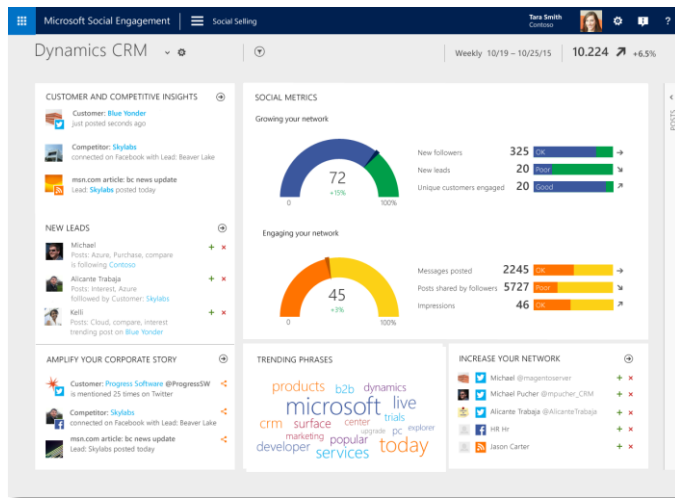 Microsoft Social Engagement
Social Selling
Tara Smith
Contoso
?
Dynamics CRM
Weekly 10/19 – 10/25/15
10.224
+6.5%
POSTS
CUSTOMER AND COMPETITIVE INSIGHTS
Customer: Blue Yonder
just posted seconds ago
Competitor: Skylabs
connected on Facebook with Lead: Beaver Lake
msn.com article: bc news update
Lead: Skylabs posted today
NEW LEADS
Michael
Posts: Azure, Purchase, compare
is following Contoso
Alicante Trabaja
Posts: Interest, Azure
followed by Customer: Skylabs
Kelli
Posts: Cloud, compare, interest
trending post on Blue Yonder
AMPLIFY YOUR CORPORATE STORY
Customer: Progress Software @ProgressSW
is mentioned 25 times on Twitter
Competitor: Skylabs
connected on Facebook with Lead: Beaver Lake
msn.com article: bc news update
Lead: Skylabs posted today
SOCIAL METRICS
Growing your network
72
+15%
0
100%
New followers 325 OK
New leads 20 Poor
Unique customers engaged 20 Good
Engaging your network
45
+3%
0
100%
Messages posted 2245 OK
Posts shared by followers 5727 Poor
Impressions 46 OK
TRENDING PHRASES
products b2b dynamics
microsoft live
crm surface center trials
upgrade pc explorer
marketing popular today
developer services
INCREASE YOUR NETWORK
Michael @magentoserver
Michael Pucher @mpucher_CRM
Alicante Trabaja @AlicanteTrabaja
HR Hr
Jason Carter